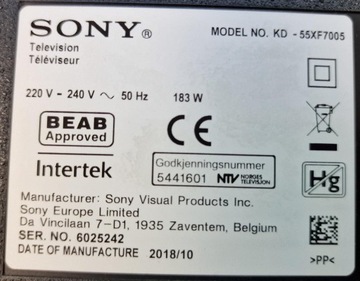 SONY®
MODEL NO. KD - 55XF7005
Television
Téléviseur
220 V - 240 V ~ 50 Hz 183 W
BEAB
Approved
CE
Intertek
Godkjenningsnummer
5441601 NTV NORGES TELEVISION
Hg
Manufacturer: Sony Visual Products Inc.
Sony Europe Limited
Da Vincilaan 7-D1, 1935 Zaventem, Belgium
SER. NO. 6025242
DATE OF MANUFACTURE 2018/10
>PP<